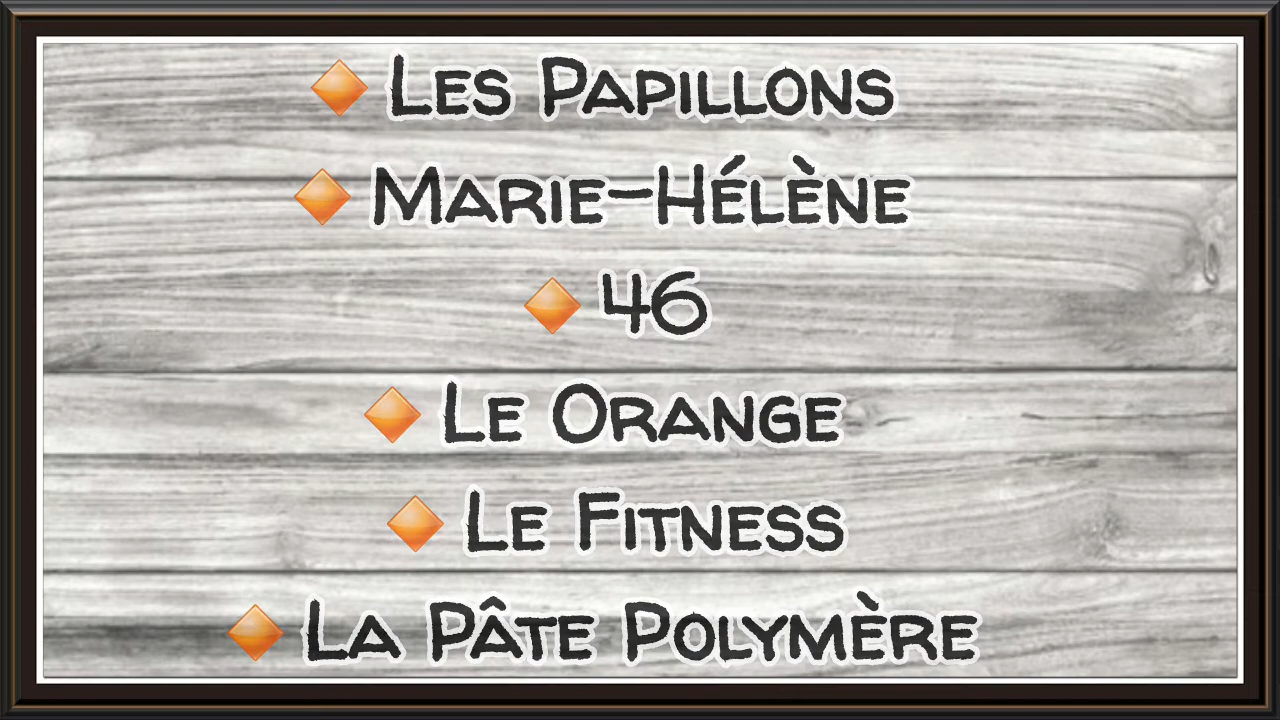 🔸 Les Papillons
🔸 Marie-Hélène
🔸 46
🔸 Le Orange
🔸 Le Fitness
🔸 La Pâte Polymère